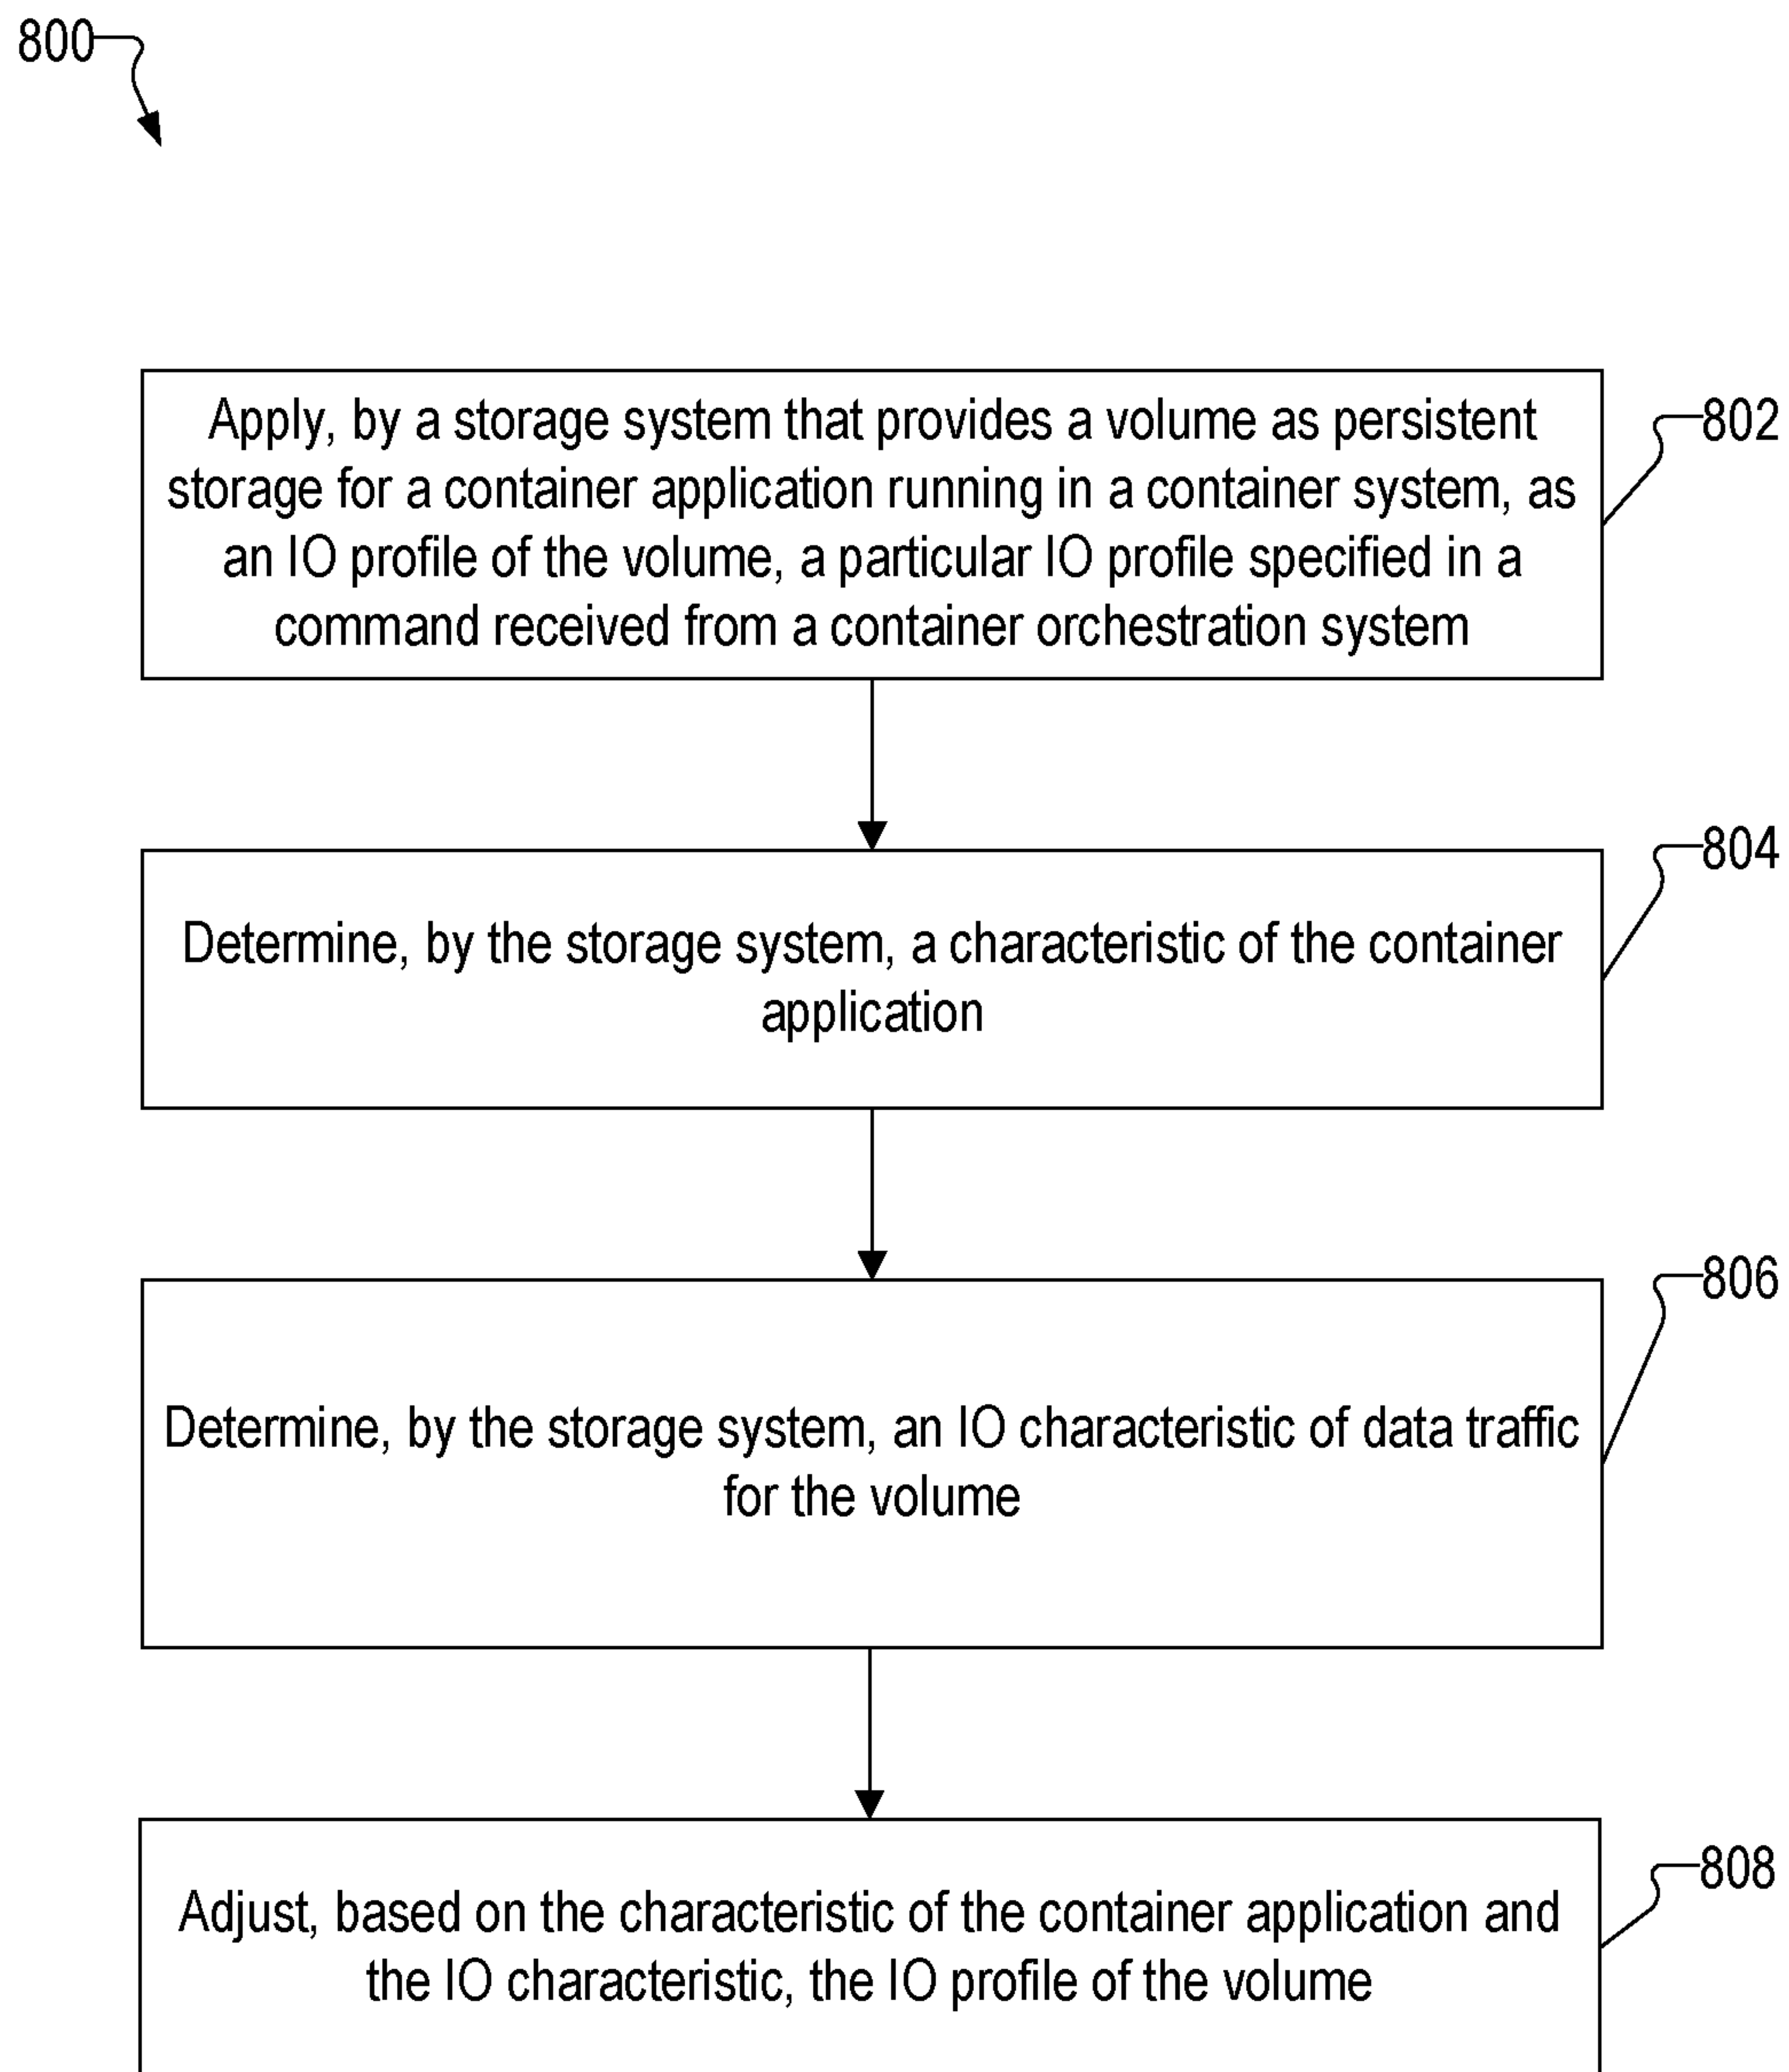 800
Apply, by a storage system that provides a volume as persistent
storage for a container application running in a container system, as
an IO profile of the volume, a particular IO profile specified in a
command received from a container orchestration system
802
Determine, by the storage system, a characteristic of the container
application
804
Determine, by the storage system, an IO characteristic of data traffic
for the volume
806
Adjust, based on the characteristic of the container application and
the IO characteristic, the IO profile of the volume
808